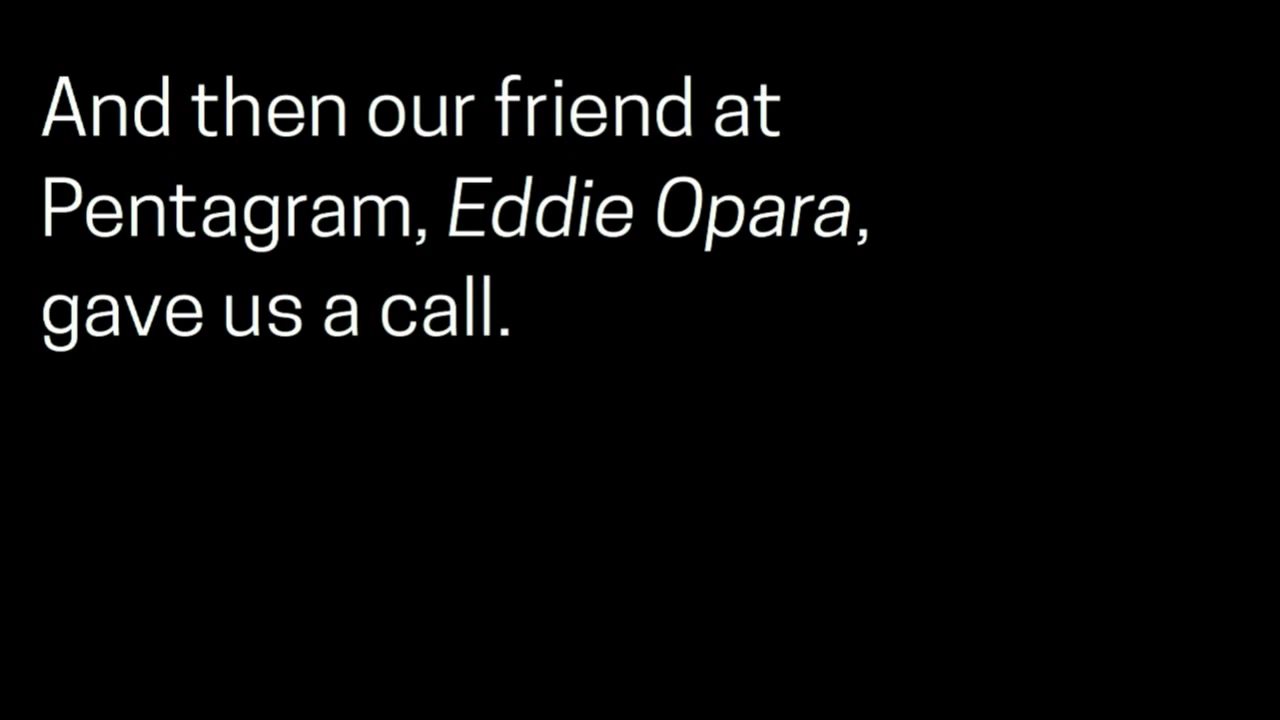 And then our friend at
Pentagram, Eddie Opara,
gave us a call.